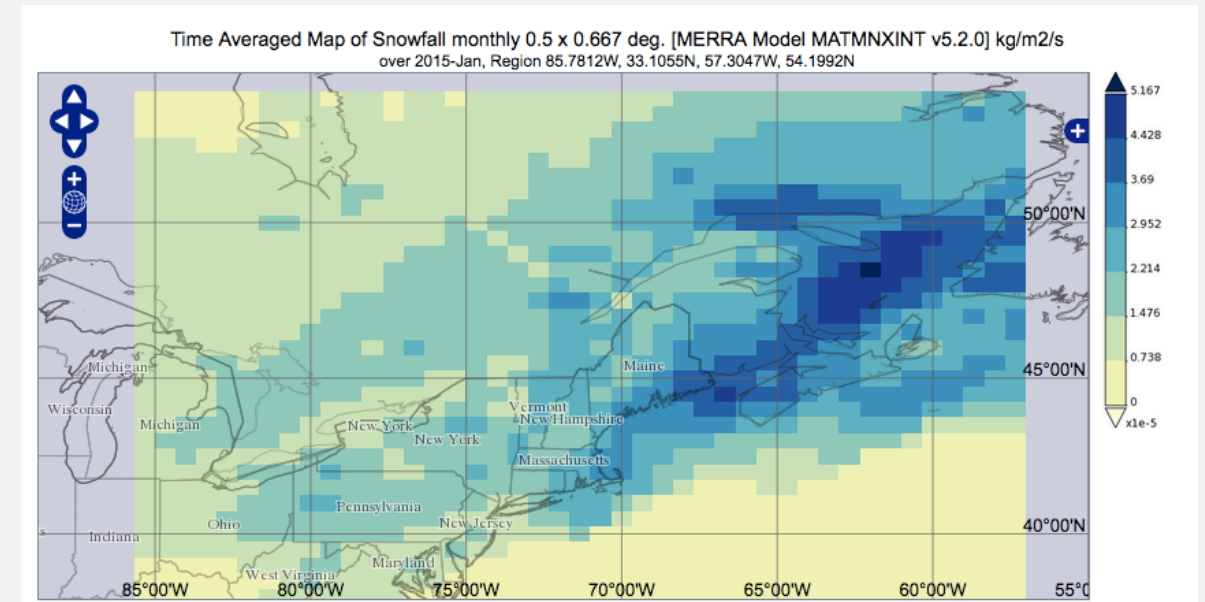 Time Averaged Map of Snowfall monthly 0.5 x 0.667 deg. [MERRA Model MATMNXINT v5.2.0] kg/m2/s
over 2015-Jan, Region 85.7812W, 33.1055N, 57.3047W, 54.1992N
5.167
4.428
3.69
2.952
2.214
1.476
0.738
0
x1e-5
50°00'N
45°00'N
40°00'N
Michigan
Maine
Wisconsin
Michigan
Vermont
New York
New Hampshire
New York
Massachusetts
Pennsylvania
Ohio
New Jersey
s
Indiana
Maryland
West Virginia
85°00'W
80°00'W
75°00'W
70°00'W
65°00'W
60°00'W
55°0